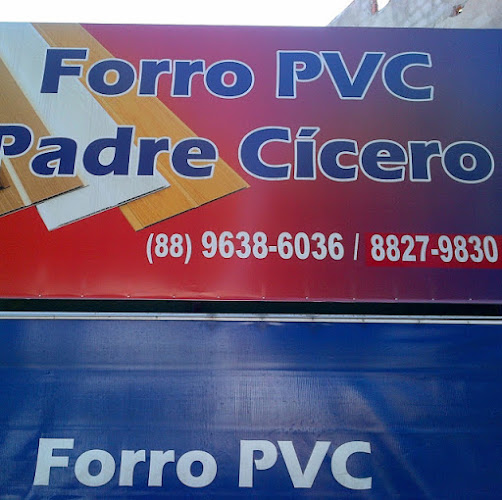 Forro PVC
Padre Cícero
(88) 9638-6036 / 8827-9830
Forro PVC